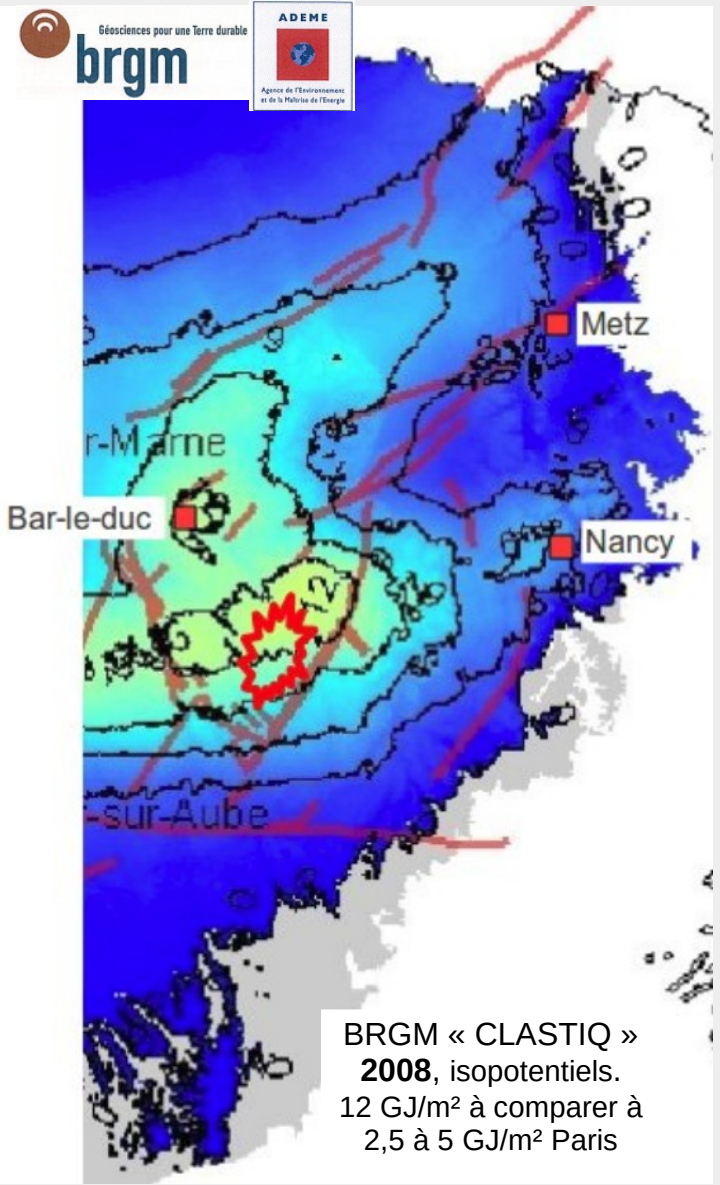 Géosciences pour une Terre durable
brgm
ADEME
Agence de l'Environnement
et de la Maîtrise de l'Energie
Metz
r-Marne
Bar-le-duc
Nancy
12
-sur-Aube
BRGM « CLASTIQ »
2008, isopotentiels.
12 GJ/m² à comparer à
2,5 à 5 GJ/m² Paris